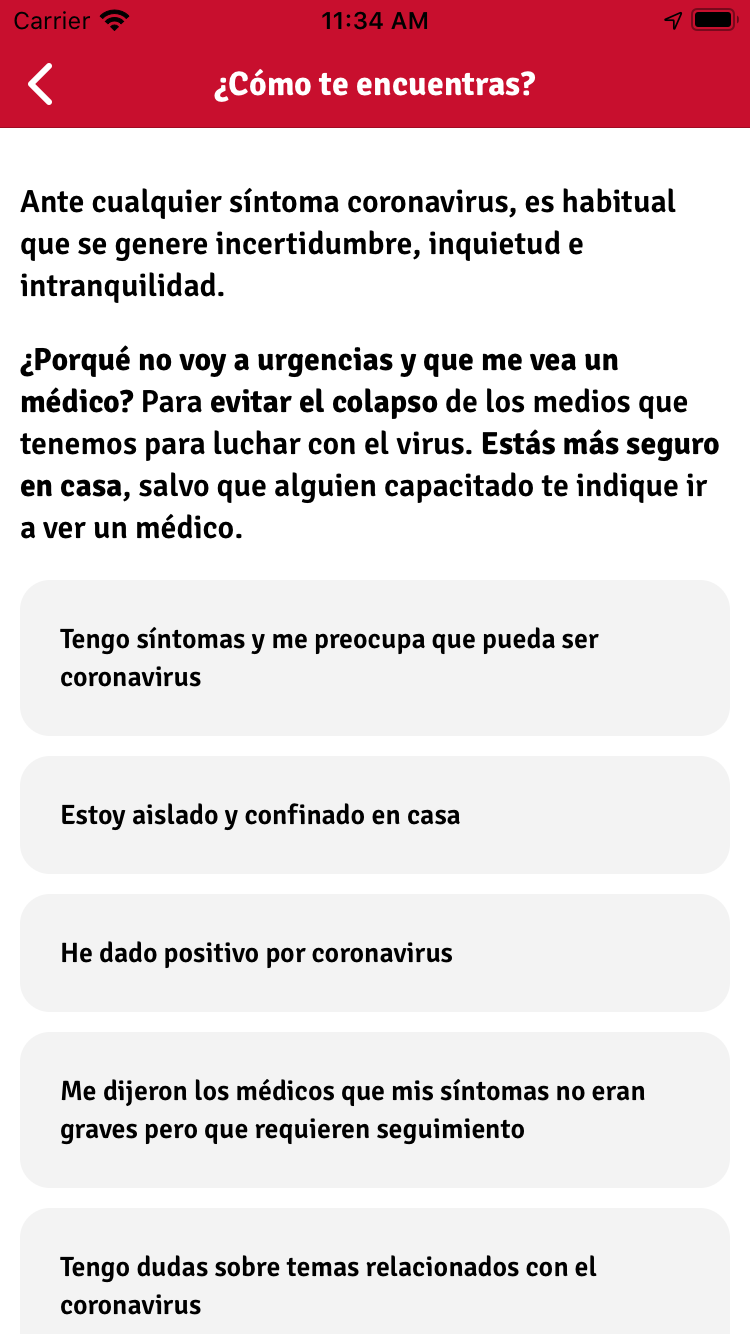 Carrier 11:34 AM
¿Cómo te encuentras?
Ante cualquier síntoma coronavirus, es habitual
que se genere incertidumbre, inquietud e
intranquilidad.
¿Porqué no voy a urgencias y que me vea un
médico? Para evitar el colapso de los medios que
tenemos para luchar con el virus. Estás más seguro
en casa, salvo que alguien capacitado te indique ir
a ver un médico.
Tengo síntomas y me preocupa que pueda ser
coronavirus
Estoy aislado y confinado en casa
He dado positivo por coronavirus
Me dijeron los médicos que mis síntomas no eran
graves pero que requieren seguimiento
Tengo dudas sobre temas relacionados con el
coronavirus